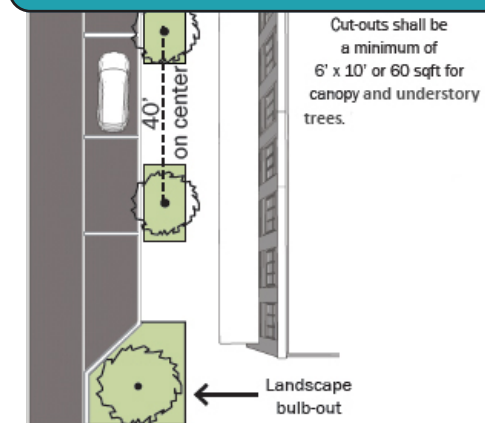 Cut-outs shall be
a minimum of
6' x 10' or 60 sqft for
canopy and understory
trees.
40'
on center
Landscape
bulb-out